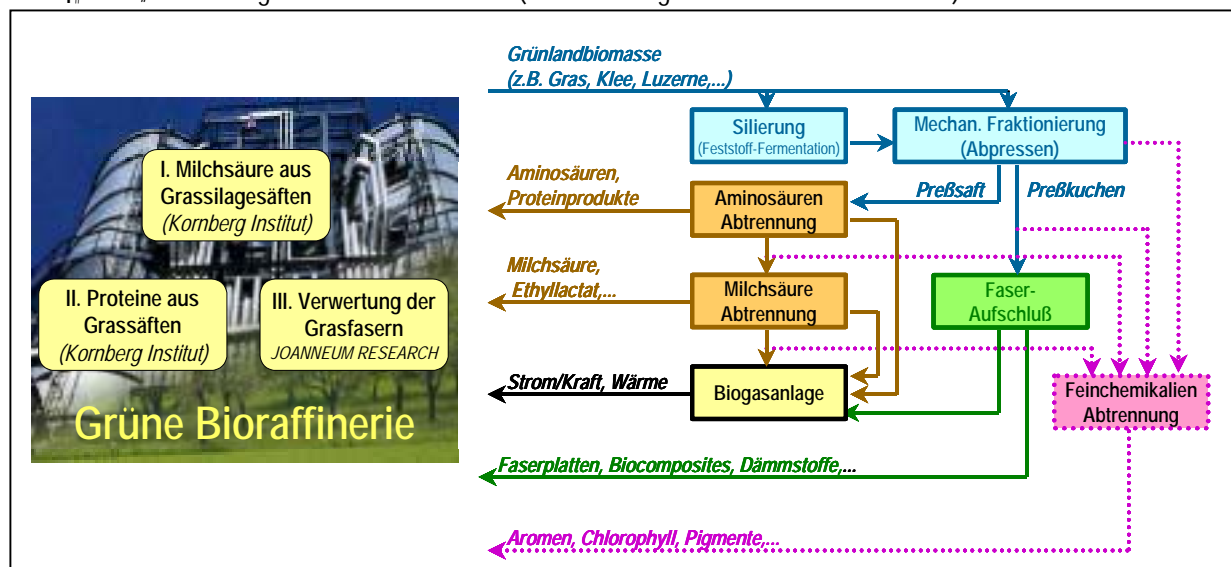 I. Milchsäure aus
Grassilagesäften
(Kornberg Institut)
II. Proteine aus
Grassäften
(Kornberg Institut)
III. Verwertung der
Grasfasern
JOANNEUM RESEARCH
Grüne Bioraffinerie
Grünlandbiomasse
(z.B. Gras, Klee, Luzerne,...)
Silierung
(Feststoff-Fermentation)
Mechan. Fraktionierung
(Abpressen)
Aminosäuren,
Proteinprodukte
Aminosäuren
Abtrennung
Preßsaft
Preßkuchen
Milchsäure,
Ethyllactat,...
Milchsäure
Abtrennung
Faser-
Aufschluß
Strom/Kraft, Wärme
Biogasanlage
Feinchemikalien
Abtrennung
Faserplatten, Biocomposites, Dämmstoffe,...
Aromen, Chlorophyll, Pigmente,...